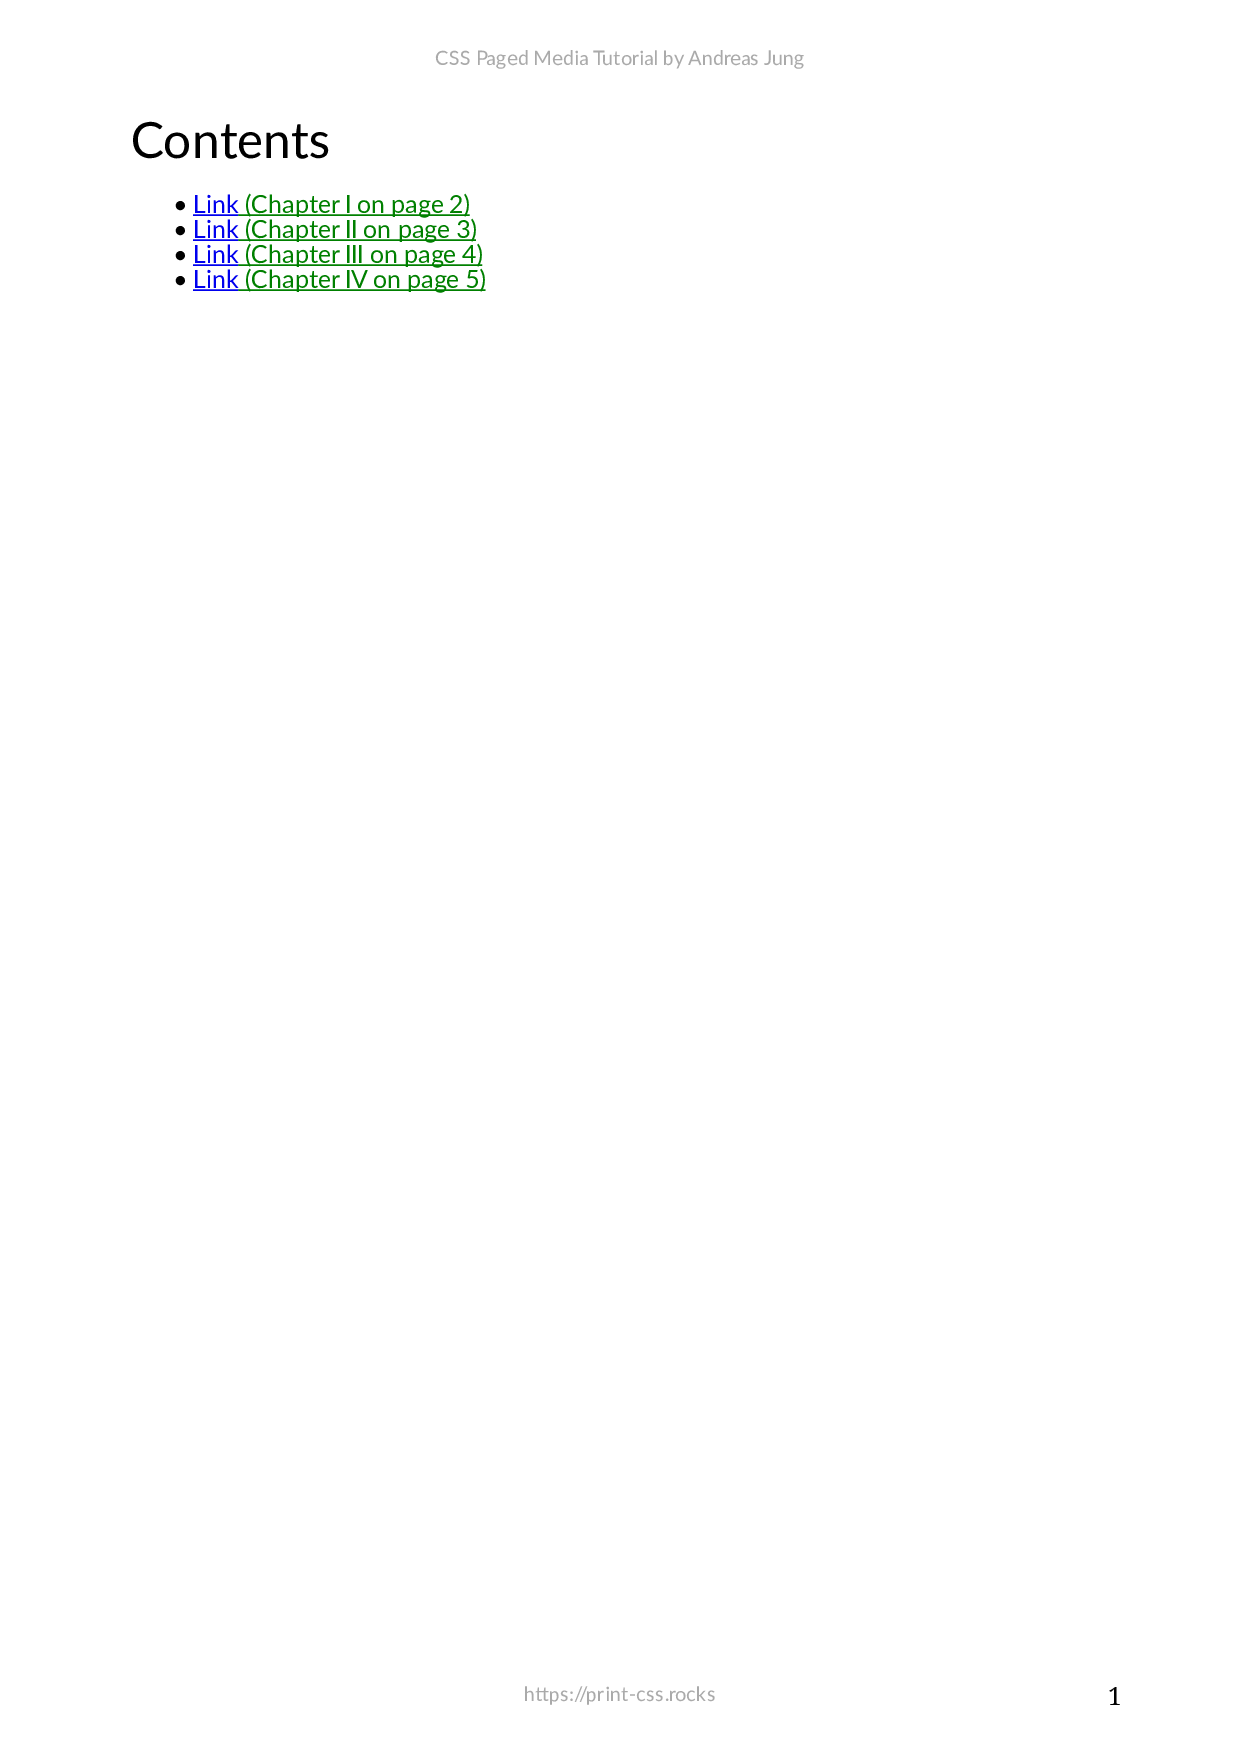 CSS Paged Media Tutorial by Andreas Jung
Contents
• Link (Chapter I on page 2)
• Link (Chapter II on page 3)
• Link (Chapter III on page 4)
• Link (Chapter IV on page 5)
https://print-css.rocks
1